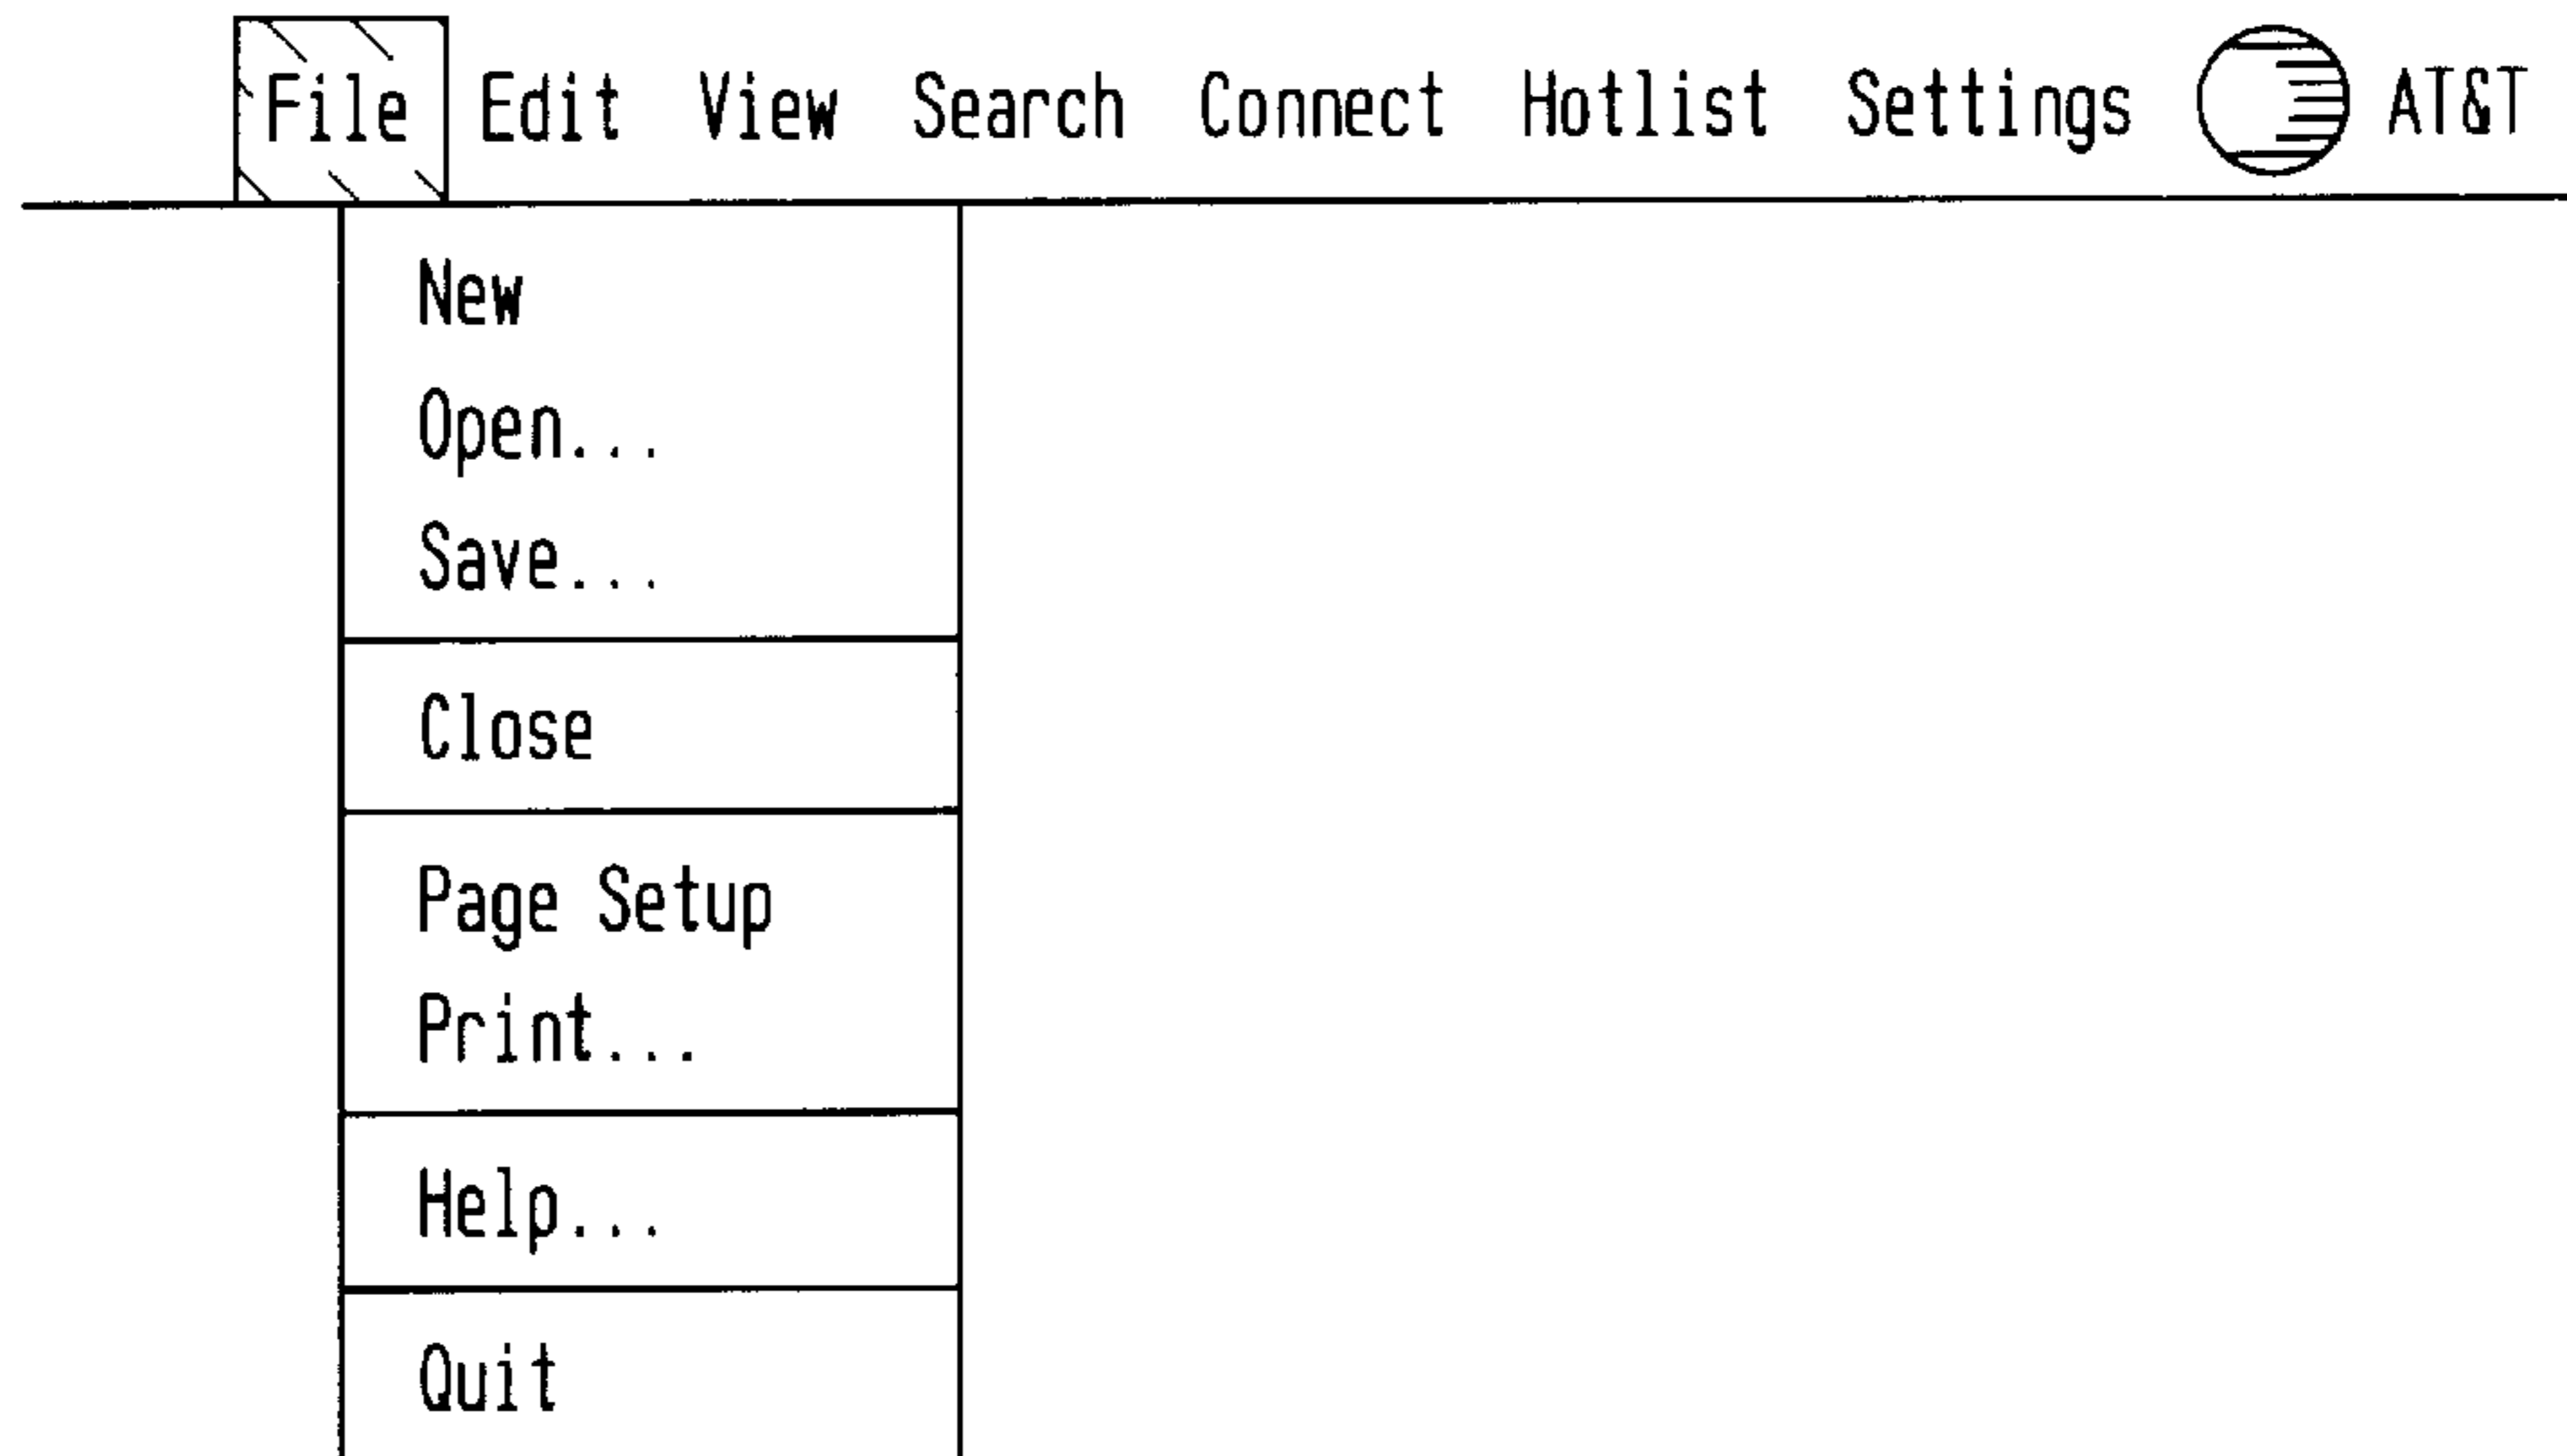 File Edit View Search Connect Hotlist Settings AT&T
New
Open...
Save...
Close
Page Setup
Print...
Help...
Quit